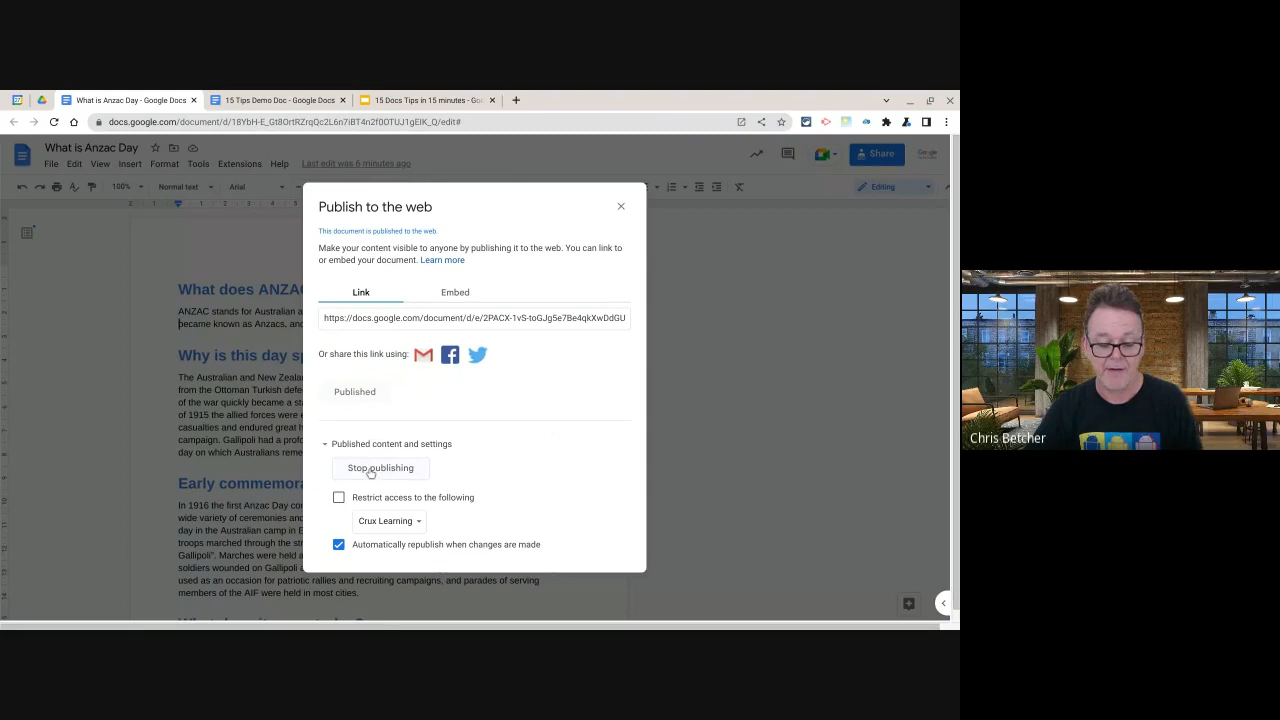 What is Anzac Day - Google Docs
15 Tips Demo Doc - Google Docs
15 Docs Tips in 15 minutes - Goo
docs.google.com/document/d/18YbH-E_Gt8OrtRZrqQc2L6n7iBT4n2f0OTUJ1gEIK_Q/edit#
What is Anzac Day
File Edit View Insert Format Tools Extensions Help Last edit was 6 minutes ago
Share
100% Normal text Arial
Editing
Publish to the web
This document is published to the web.
Make your content visible to anyone by publishing it to the web. You can link to
or embed your document. Learn more
Link Embed
https://docs.google.com/document/d/e/2PACX-1vS-toGJg5e7Be4qkXwDdGU
Or share this link using:
Published
Published content and settings
Stop publishing
Restrict access to the following
Crux Learning
Automatically republish when changes are made
What does ANZAC
ANZAC stands for Australian a
became known as Anzacs, and
Why is this day sp
The Australian and New Zealan
from the Ottoman Turkish defe
of the war quickly became a sta
of 1915 the allied forces were e
casualties and endured great h
campaign. Gallipoli had a profo
day on which Australians reme
Early commemora
In 1916 the first Anzac Day com
wide variety of ceremonies and
day in the Australian camp in E
troops marched through the str
Gallipoli". Marches were held a
soldiers wounded on Gallipoli a
used as an occasion for patriotic rallies and recruiting campaigns, and parades of serving
members of the AIF were held in most cities.
Chris Betcher